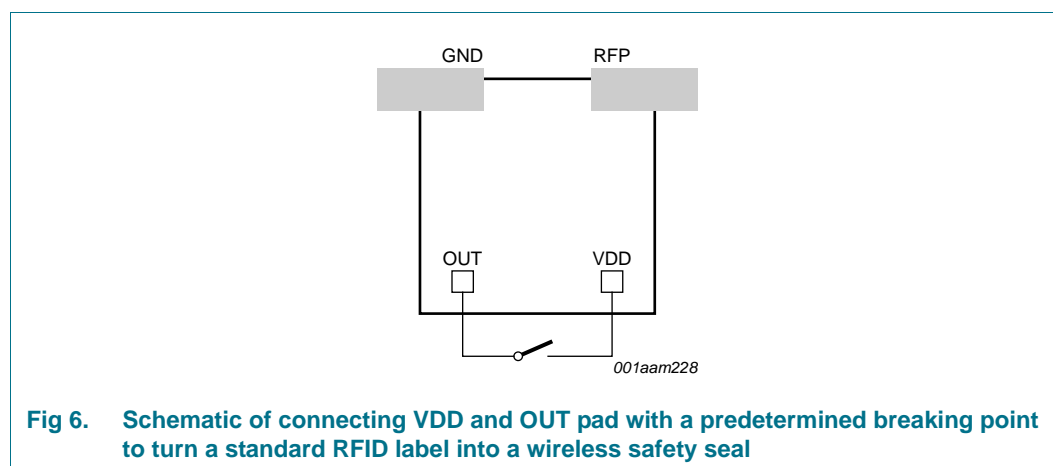 GND RFP
OUT VDD
001aam228
Fig 6. Schematic of connecting VDD and OUT pad with a predetermined breaking point
to turn a standard RFID label into a wireless safety seal